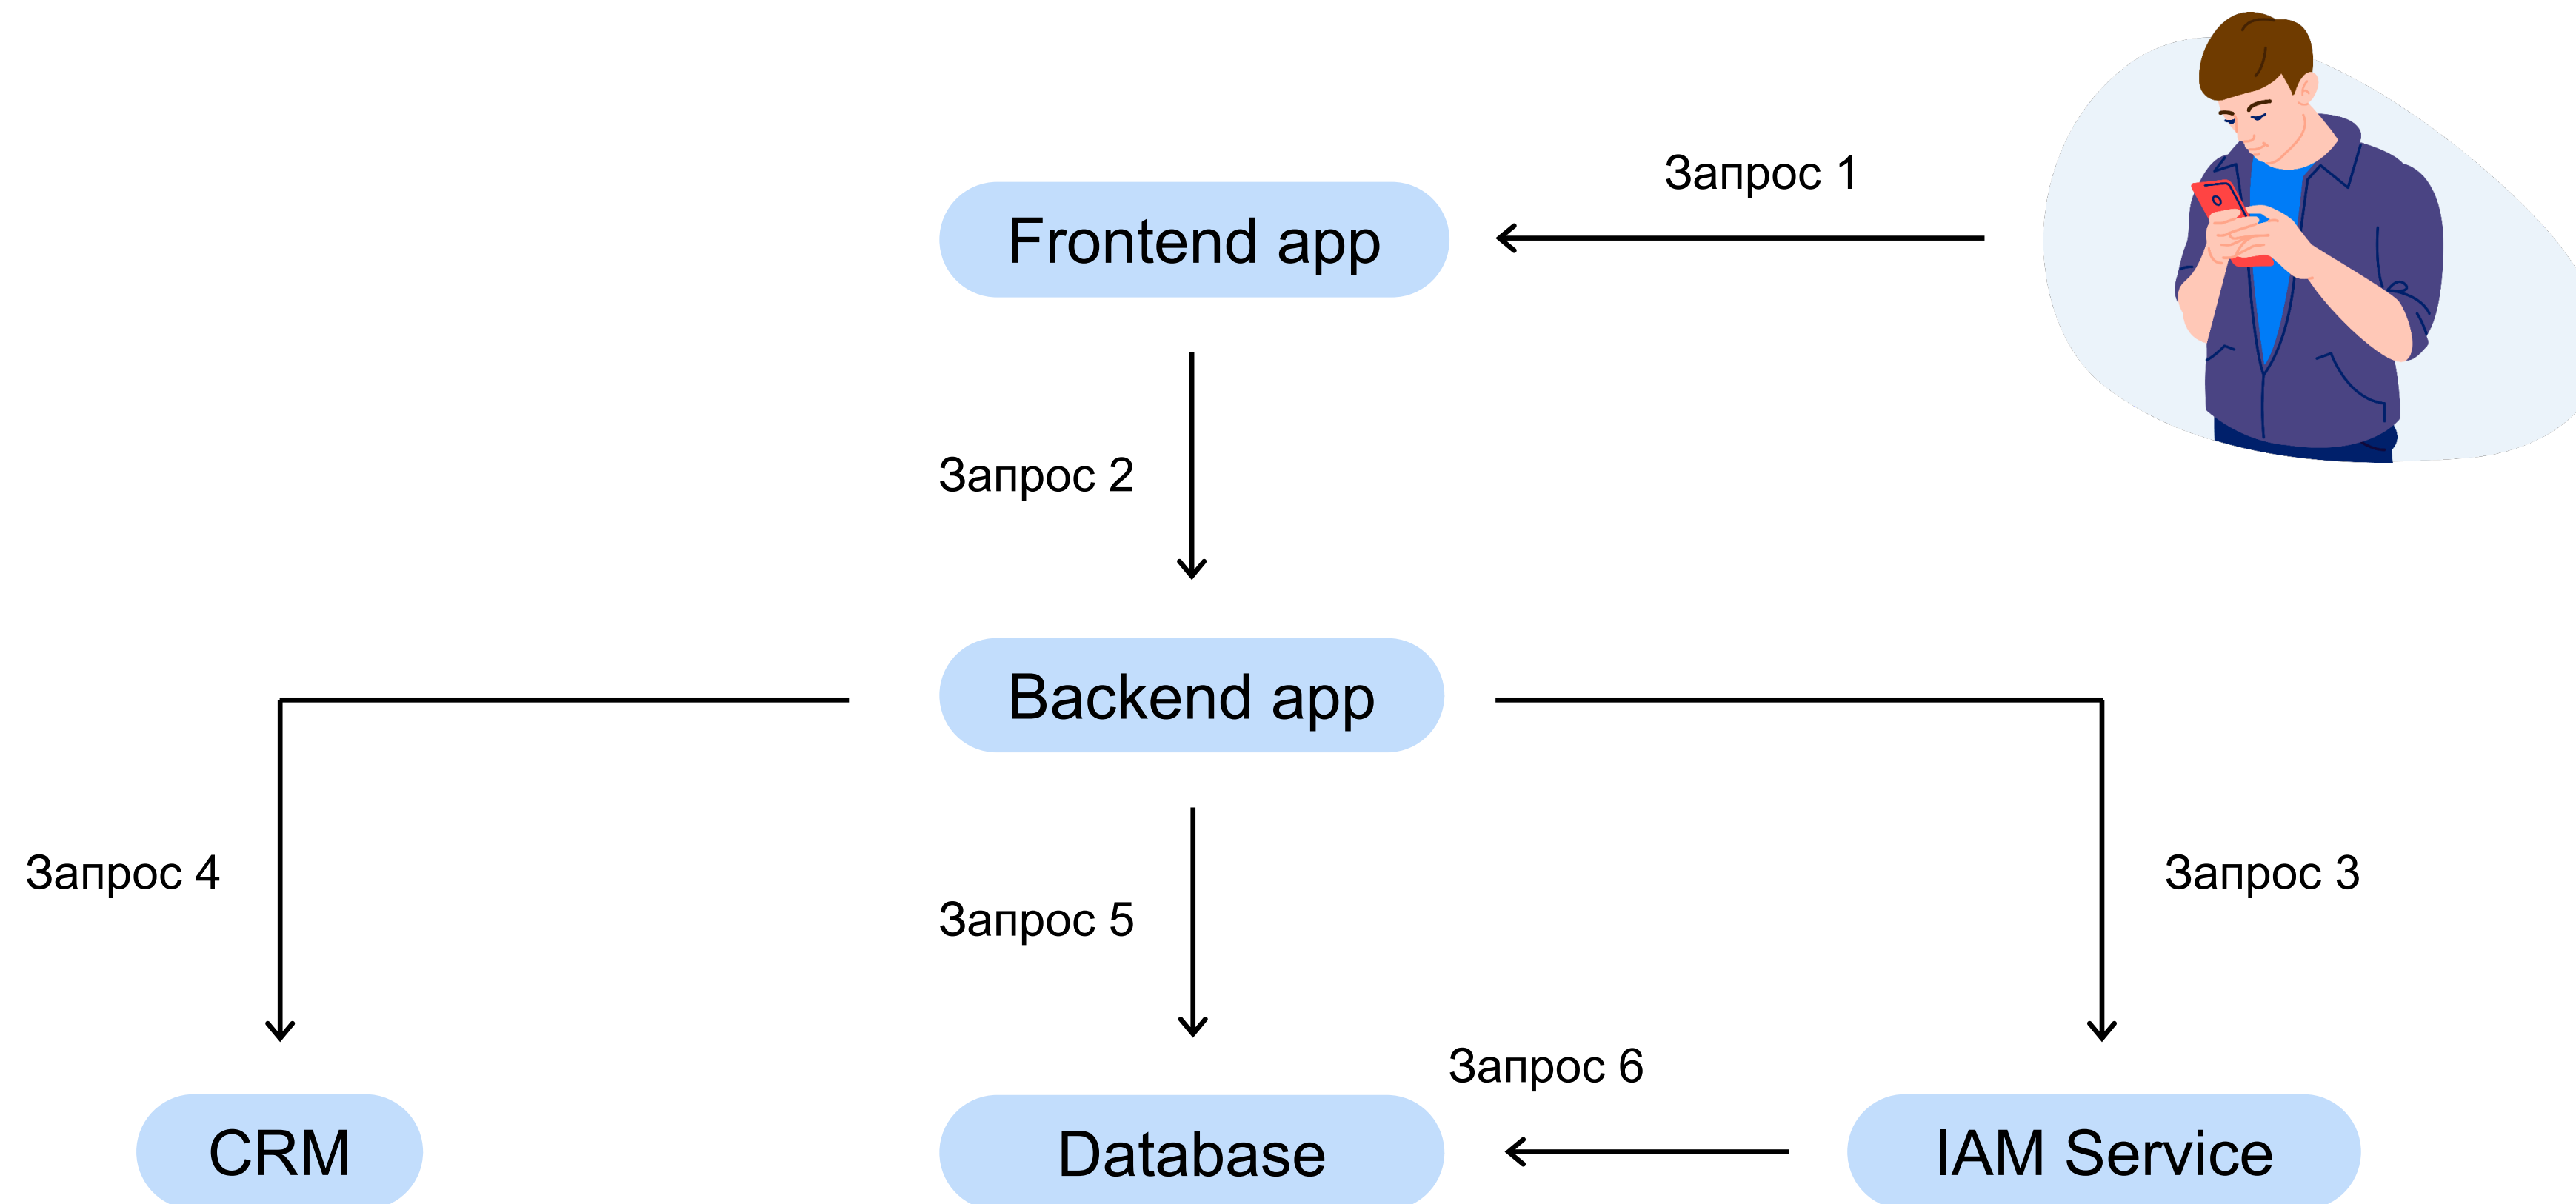 Запрос 1
Frontend app
Запрос 2
Backend app
Запрос 4
Запрос 3
Запрос 5
Запрос 6
CRM
Database
IAM Service